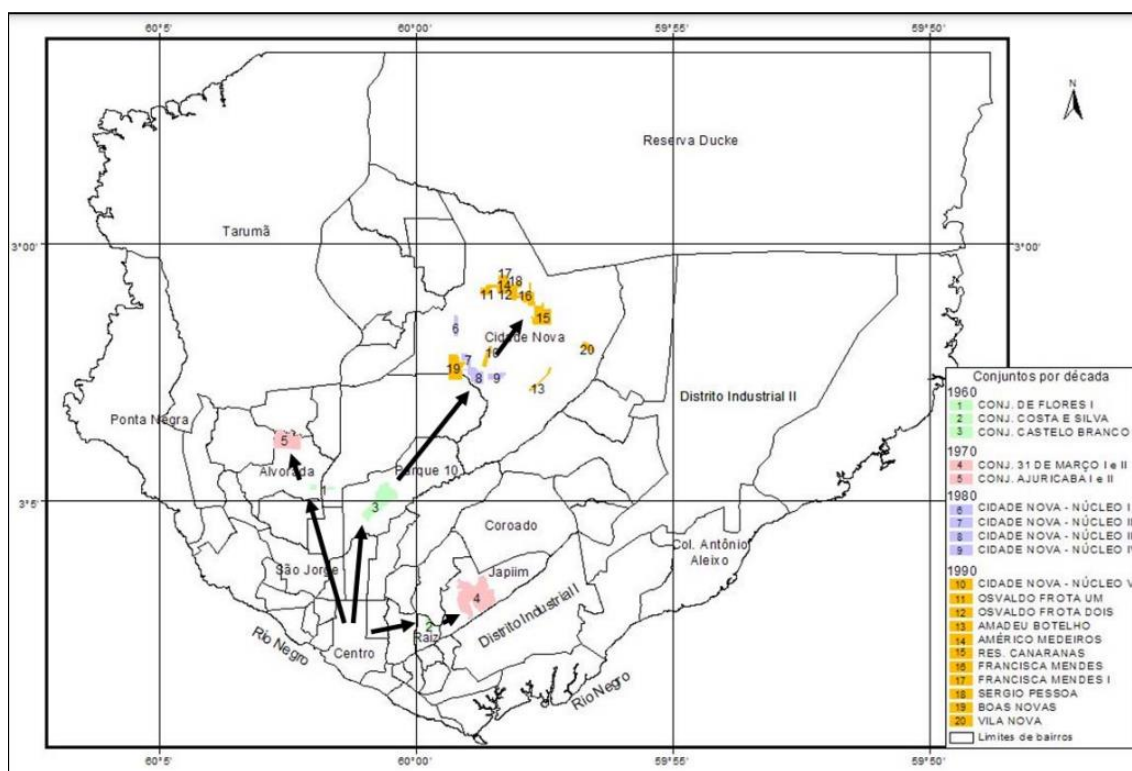 60°5'
60°00'
59°55'
59°50'
N
Reserva Ducke
Tarumã
3°00'
3°00'
17
14
18
11
12
16
15
6
Cidade Nova
10
7
20
19
8
9
13
Distrito Industrial II
Ponta Negra
5
Alvorada
Parque 10
1
3
3°5'
Coroado
Col. Antônio
Aleixo
São Jorge
Japiim
4
Distrito Industrial I
2
Raiz
Centro
Rio Negro
Rio Negro
Conjuntos por década
1960
1 CONJ. DE FLORES I
2 CONJ. COSTA E SILVA
3 CONJ. CASTELO BRANCO
1970
4 CONJ. 31 DE MARÇO I e II
5 CONJ. AJURICABA I e II
1980
6 CIDADE NOVA - NÚCLEO I
7 CIDADE NOVA - NÚCLEO II
8 CIDADE NOVA - NÚCLEO II
9 CIDADE NOVA - NÚCLEO IV
1990
10 CIDADE NOVA - NÚCLEO V
11 OSVALDO FROTA UM
12 OSVALDO FROTA DOIS
13 AMADEU BOTELHO
14 AMÉRICO MEDEIROS
15 RES. CANARANAS
16 FRANCISCA MENDES
17 FRANCISCA MENDES I
18 SERGIO PESSOA
19 BOAS NOVAS
20 VILA NOVA
Limites de bairros
60°5'
60°00'
59°55'
59°50'